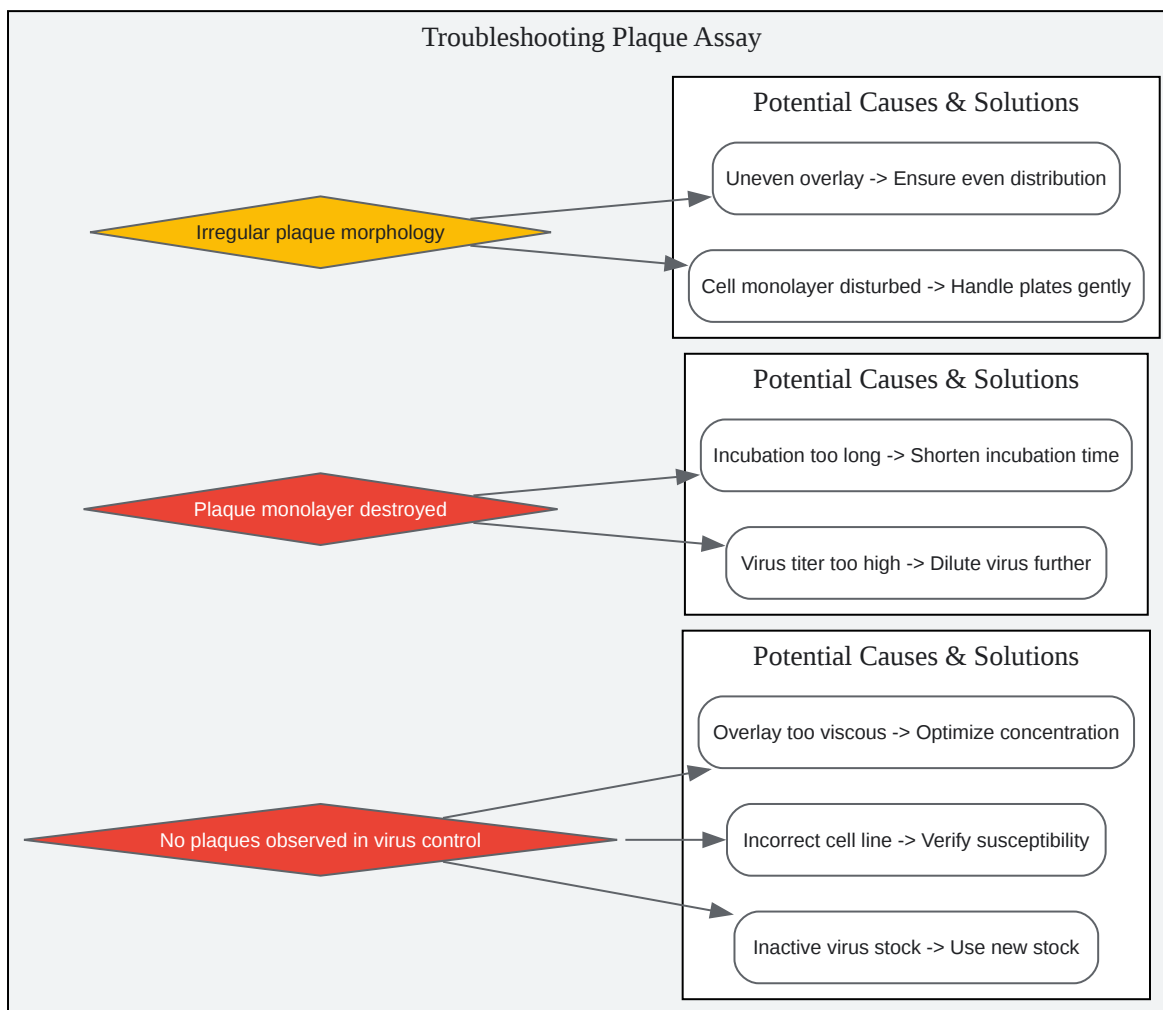 Troubleshooting Plaque Assay
Potential Causes & Solutions
Irregular plaque morphology
Uneven overlay -> Ensure even distribution
Cell monolayer disturbed -> Handle plates gently
Potential Causes & Solutions
Plaque monolayer destroyed
Incubation too long -> Shorten incubation time
Virus titer too high -> Dilute virus further
Potential Causes & Solutions
No plaques observed in virus control
Overlay too viscous -> Optimize concentration
Incorrect cell line -> Verify susceptibility
Inactive virus stock -> Use new stock